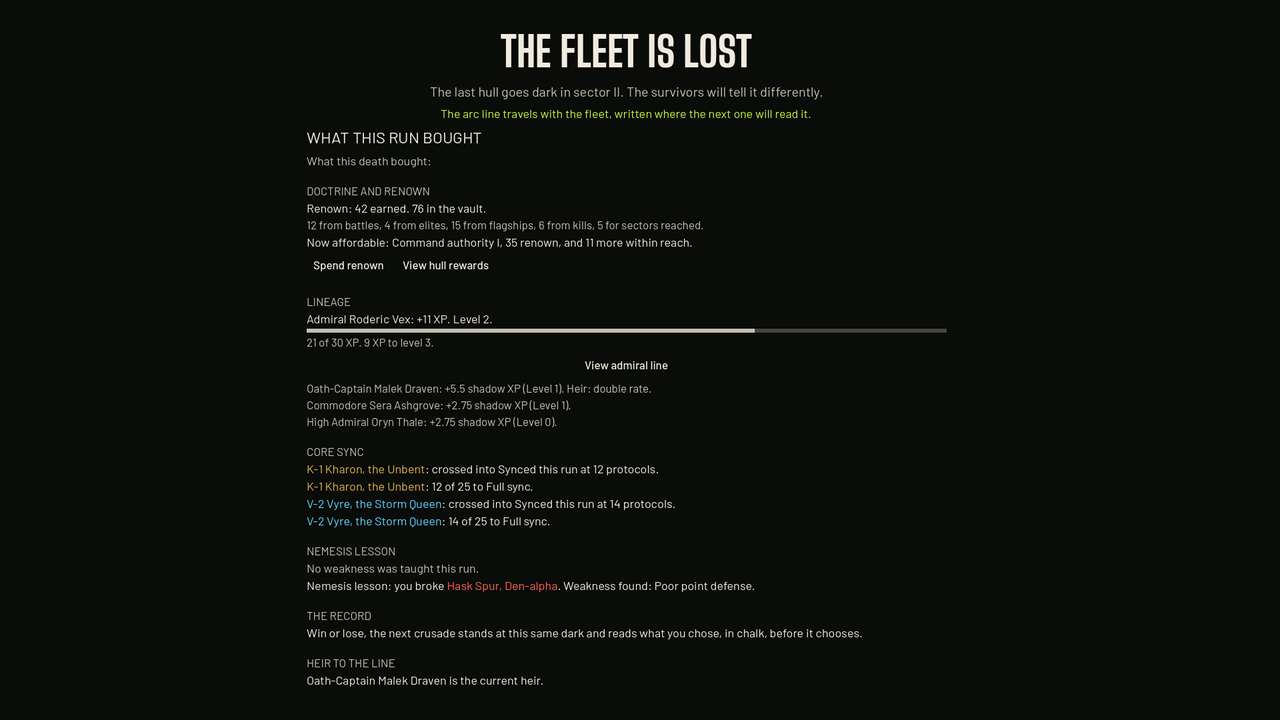 THE FLEET IS LOST
The last hull goes dark in sector II. The survivors will tell it differently.
The arc line travels with the fleet, written where the next one will read it.
WHAT THIS RUN BOUGHT
What this death bought:
DOCTRINE AND RENOWN
Renown: 42 earned. 76 in the vault.
12 from battles, 4 from elites, 15 from flagships, 6 from kills, 5 for sectors reached.
Now affordable: Command authority I, 35 renown, and 11 more within reach.
Spend renown View hull rewards
LINEAGE
Admiral Roderic Vex: +11 XP. Level 2.
21 of 30 XP. 9 XP to level 3.
View admiral line
Oath-Captain Malek Draven: +5.5 shadow XP (Level 1). Heir: double rate.
Commodore Sera Ashgrove: +2.75 shadow XP (Level 1).
High Admiral Oryn Thale: +2.75 shadow XP (Level 0).
CORE SYNC
K-1 Kharon, the Unbent: crossed into Synced this run at 12 protocols.
K-1 Kharon, the Unbent: 12 of 25 to Full sync.
V-2 Vyre, the Storm Queen: crossed into Synced this run at 14 protocols.
V-2 Vyre, the Storm Queen: 14 of 25 to Full sync.
NEMESIS LESSON
No weakness was taught this run.
Nemesis lesson: you broke Hask Spur, Den-alpha. Weakness found: Poor point defense.
THE RECORD
Win or lose, the next crusade stands at this same dark and reads what you chose, in chalk, before it chooses.
HEIR TO THE LINE
Oath-Captain Malek Draven is the current heir.